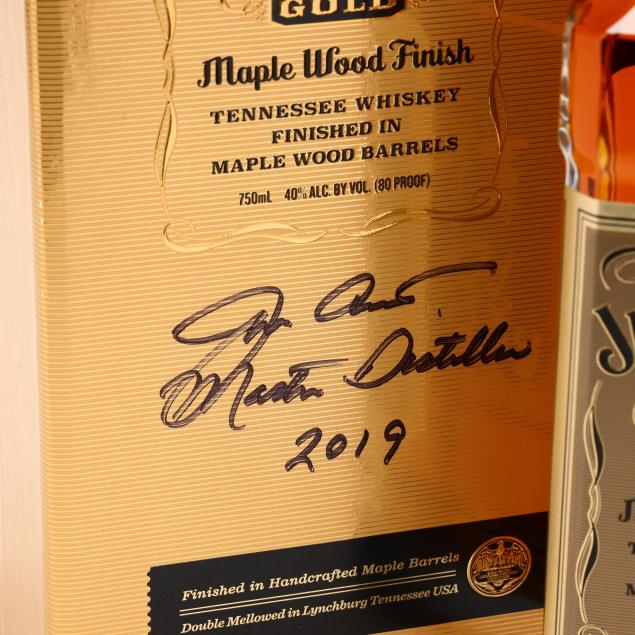 GOLD
Maple Wood Finish
TENNESSEE WHISKEY
FINISHED IN
MAPLE WOOD BARRELS
750mL 40% ALC. BY VOL. (80 PROOF)
Master Distiller
2019
Finished in Handcrafted Maple Barrels
Double Mellowed in Lynchburg Tennessee USA